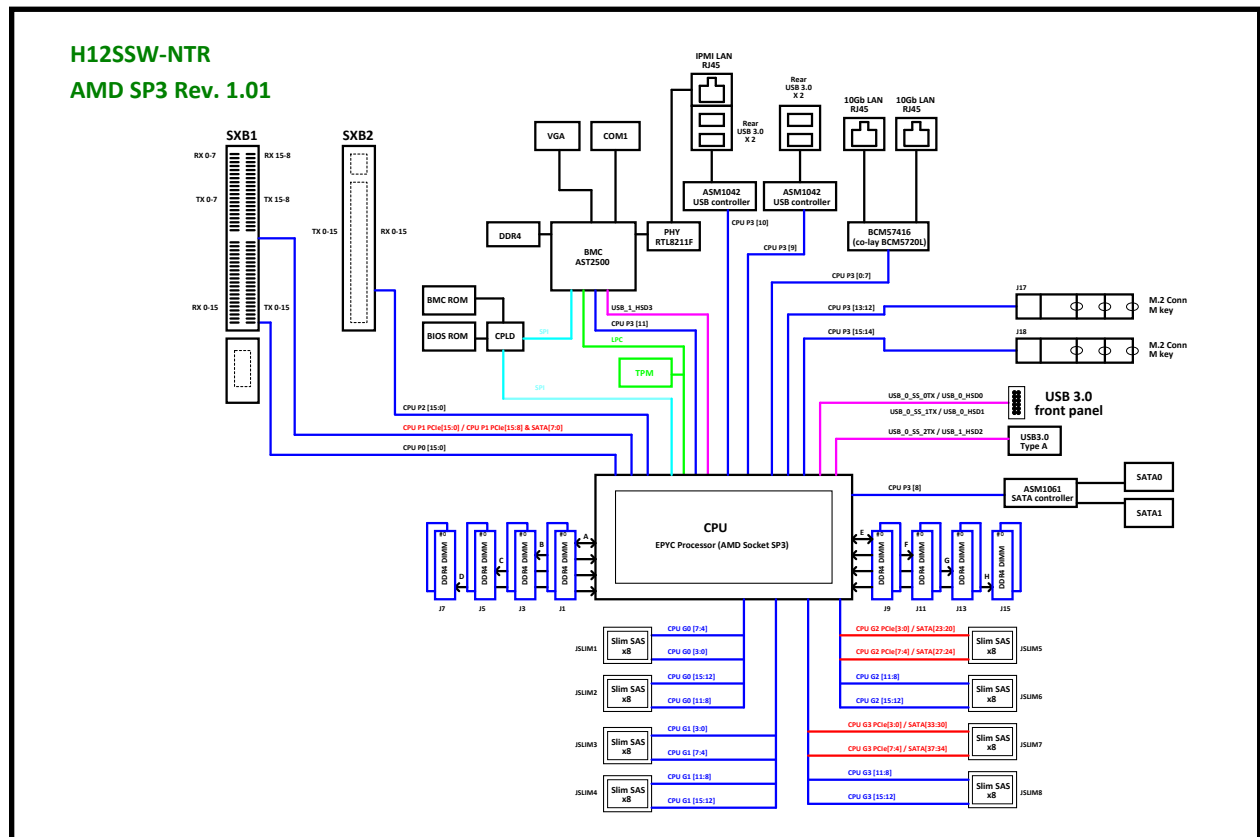 H12SSW-NTR
AMD SP3 Rev. 1.01
IPMI LAN
RJ45
Rear
USB 3.0
X 2
Rear
USB 3.0
X 2
10Gb LAN
RJ45
10Gb LAN
RJ45
SXB1
SXB2
RX 0-7
RX 15-8
TX 0-7
TX 15-8
RX 0-15
TX 0-15
TX 0-15
RX 0-15
VGA
COM1
ASM1042
USB controller
ASM1042
USB controller
DDR4
BMC
AST2500
PHY
RTL8211F
BCM57416
(co-lay BCM5720L)
CPU P3 [10]
CPU P3 [9]
CPU P3 [0:7]
BMC ROM
BIOS ROM
CPLD
SPI
USB_1_HSD3
CPU P3 [11]
LPC
TPM
SPI
CPU P3 [13:12]
J17
M.2 Conn
M key
CPU P3 [15:14]
J18
M.2 Conn
M key
USB_0_SS_0TX / USB_0_HSD0
USB_0_SS_1TX / USB_0_HSD1
USB 3.0
front panel
USB_0_SS_2TX / USB_1_HSD2
USB3.0
Type A
CPU P2 [15:0]
CPU P1 PCIe[15:0] / CPU P1 PCIe[15:8] & SATA[7:0]
CPU P0 [15:0]
CPU P3 [8]
ASM1061
SATA controller
SATA0
SATA1
CPU
EPYC Processor (AMD Socket SP3)
#0
DDR4 DIMM
D
J7
#0
DDR4 DIMM
C
J5
#0
DDR4 DIMM
B
J3
#0
DDR4 DIMM
A
J1
E
#0
DDR4 DIMM
J9
F
#0
DDR4 DIMM
J11
G
#0
DDR4 DIMM
J13
H
#0
DDR4 DIMM
J15
JSLIM1
Slim SAS
x8
CPU G0 [7:4]
CPU G0 [3:0]
JSLIM2
Slim SAS
x8
CPU G0 [15:12]
CPU G0 [11:8]
JSLIM3
Slim SAS
x8
CPU G1 [3:0]
CPU G1 [7:4]
JSLIM4
Slim SAS
x8
CPU G1 [11:8]
CPU G1 [15:12]
CPU G2 PCIe[3:0] / SATA[23:20]
CPU G2 PCIe[7:4] / SATA[27:24]
Slim SAS
x8
JSLIM5
CPU G2 [11:8]
CPU G2 [15:12]
Slim SAS
x8
JSLIM6
CPU G3 PCIe[3:0] / SATA[33:30]
CPU G3 PCIe[7:4] / SATA[37:34]
Slim SAS
x8
JSLIM7
CPU G3 [11:8]
CPU G3 [15:12]
Slim SAS
x8
JSLIM8